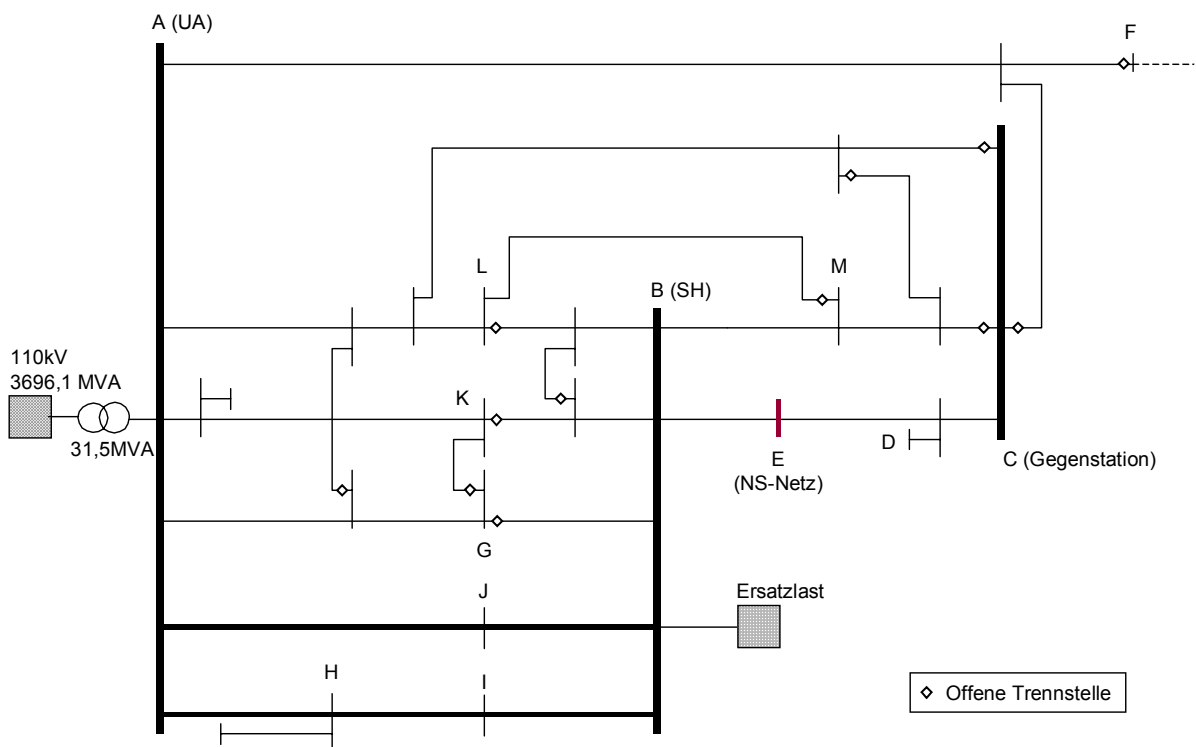 A (UA)
F
L
M
B (SH)
110kV
3696,1 MVA
31,5MVA
K
D
E
(NS-Netz)
C (Gegenstation)
G
J
Ersatzlast
H
I
Offene Trennstelle